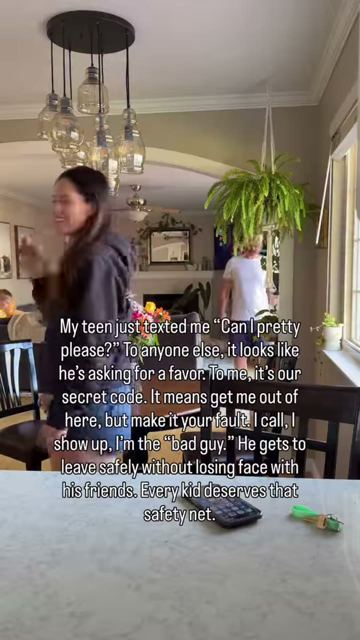 My teen just texted me “Can I pretty
please?” To anyone else, it looks like
he’s asking for a favor. To me, it’s our
secret code. It means get me out of
here, but make it your fault. I call, I
show up, I’m the “bad guy.” He gets to
leave safely without losing face with
his friends. Every kid deserves that
safety net.